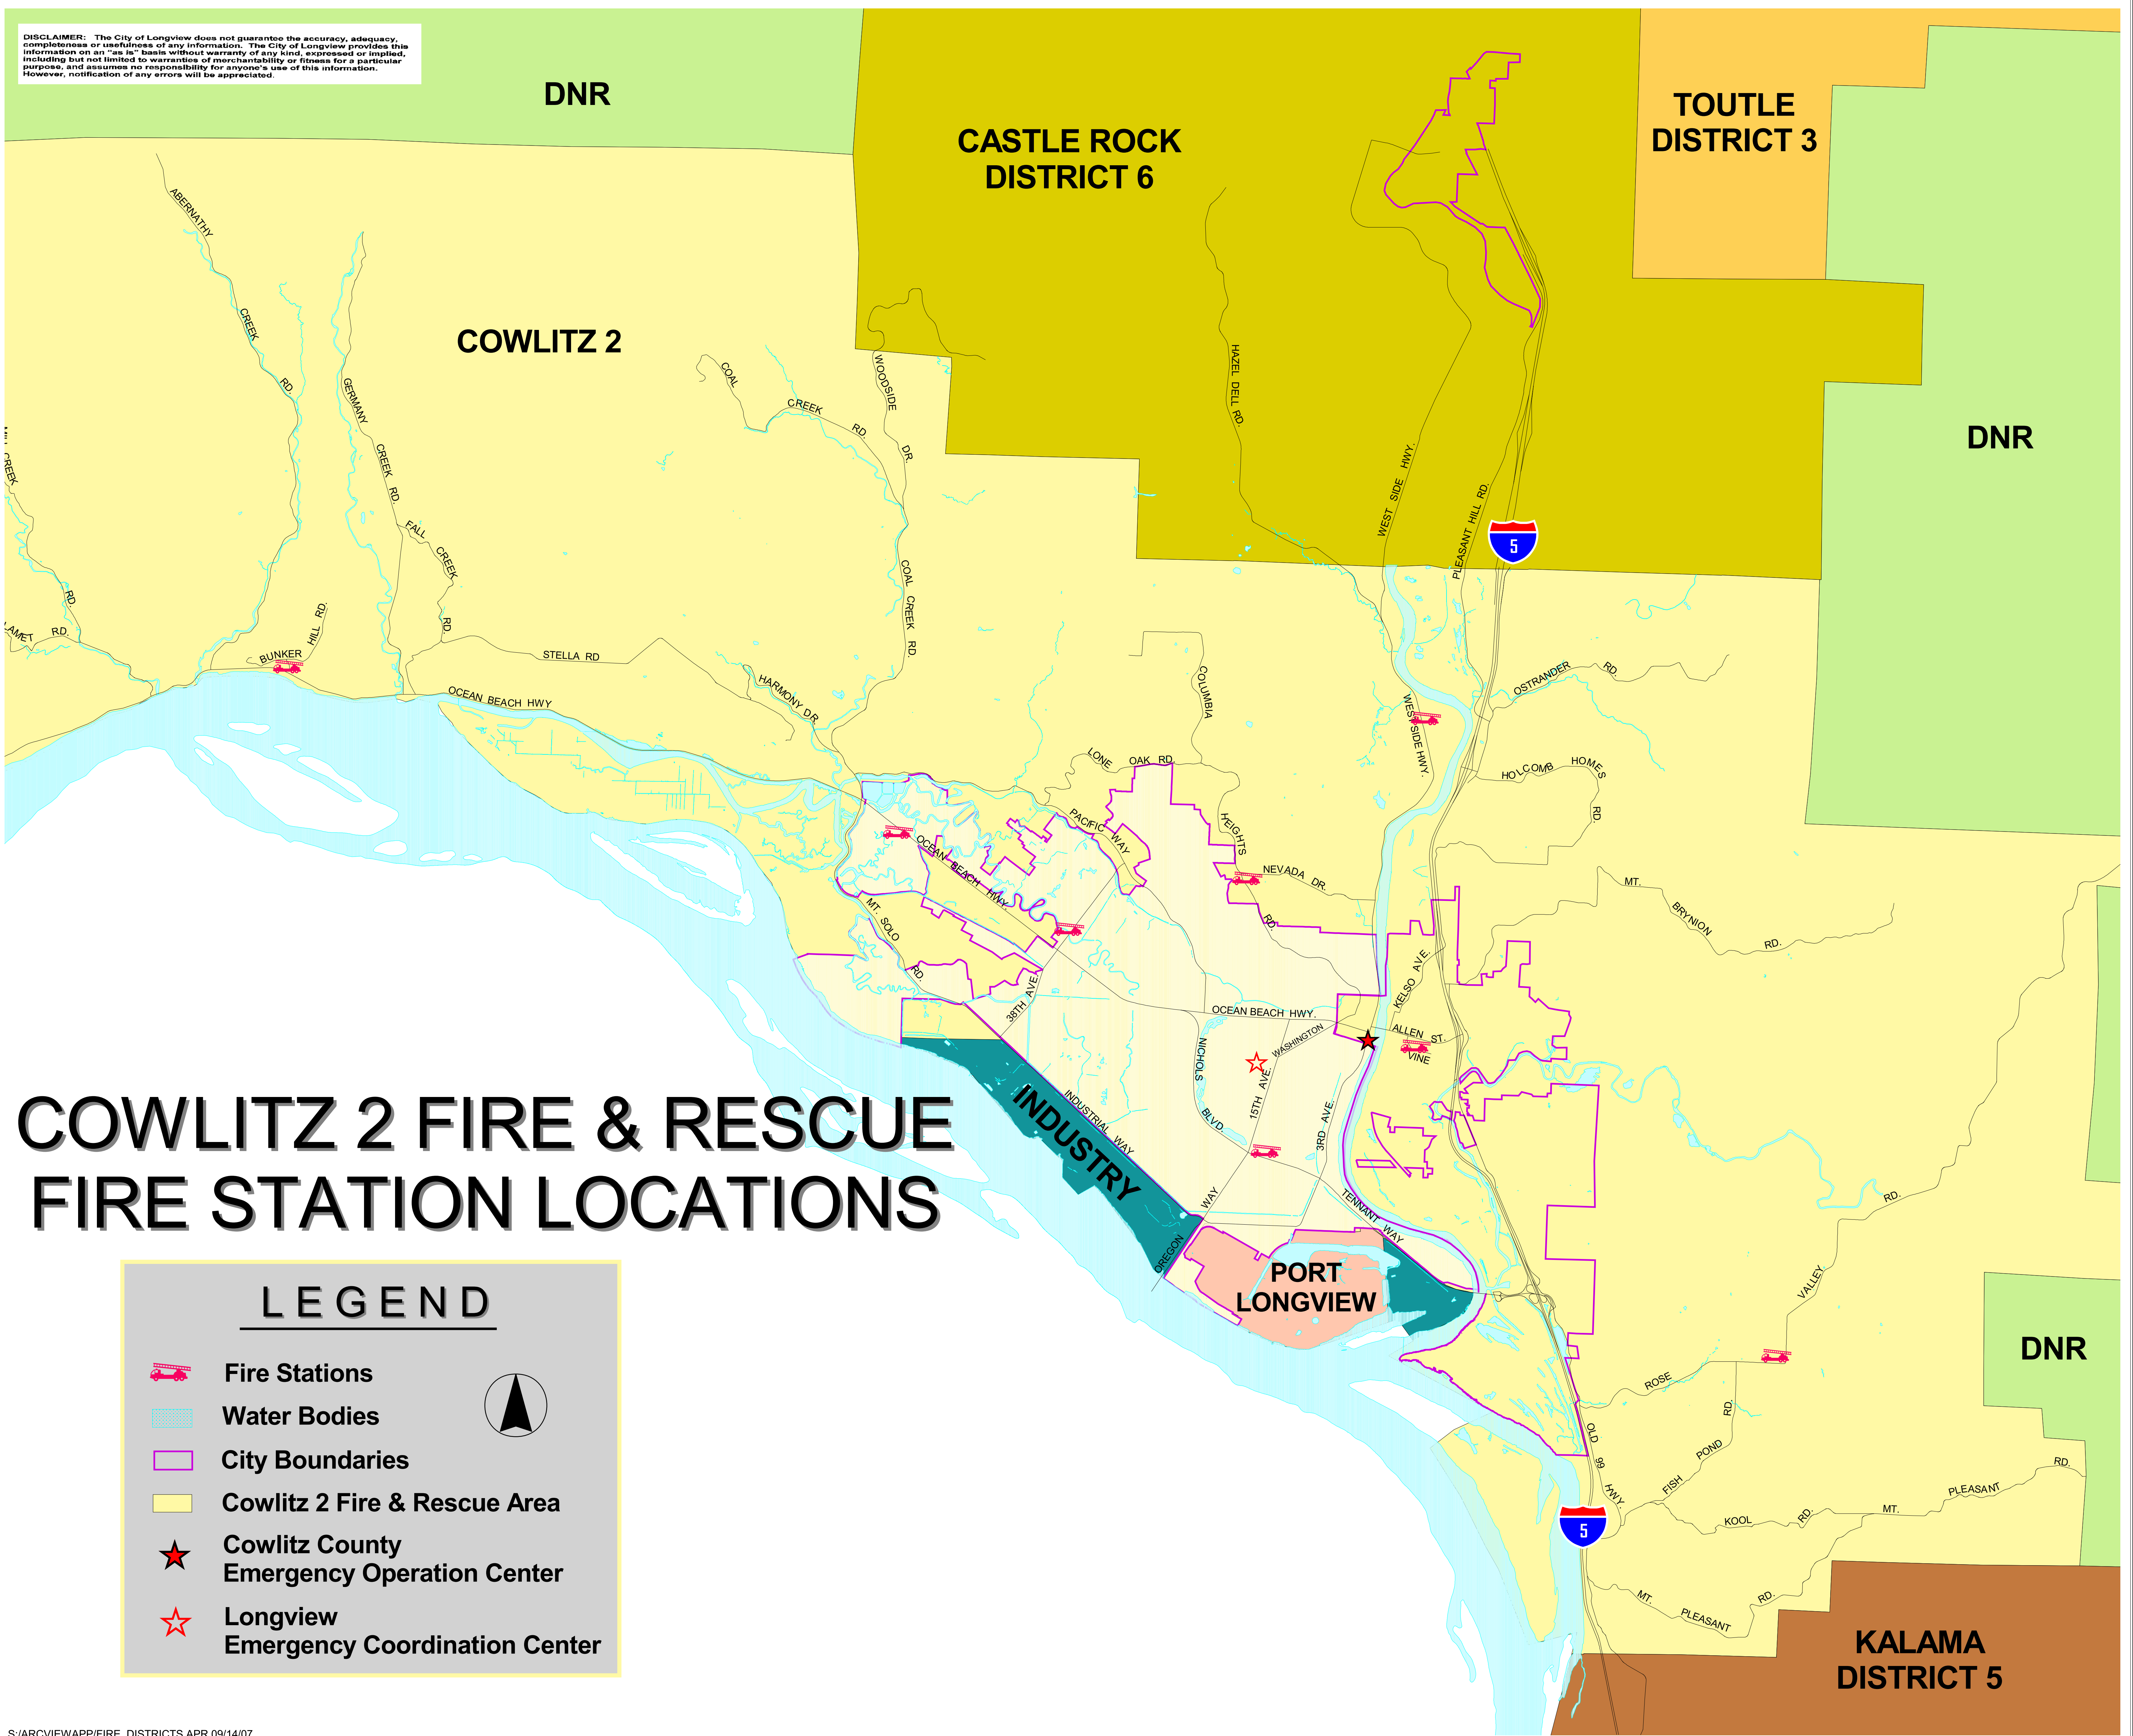 DISCLAIMER: The City of Longview does not guarantee the accuracy, adequacy,
completeness or usefulness of any information. The City of Longview provides this
information on an "as is" basis without warranty of any kind, expressed or implied,
including but not limited to warranties of merchantability or fitness for a particular
purpose, and assumes no responsibility for anyone's use of this information.
However, notification of any errors will be appreciated.
DNR
CASTLE ROCK
DISTRICT 6
TOUTLE
DISTRICT 3
COWLITZ 2
DNR
ABERNATHY
CREEK
RD.
GERMANY
CREEK RD.
FALL
CREEK
RD.
COAL
CREEK
RD.
WOODSIDE
DR.
COAL CREEK RD.
HAZEL DELL RD.
WEST SIDE HWY.
PLEASANT HILL RD.
5
CREEK
RD.
RD.
BUNKER
HILL RD.
STELLA RD
OCEAN BEACH HWY
HARMONY DR
COLUMBIA
HEIGHTS
RD.
WESTSIDE HWY.
OSTRANDER RD.
HOLCOMB HOMES
RD.
LONE OAK RD
PACIFIC WAY
OCEAN BEACH HWY.
NEVADA DR.
MT. BRYNION RD.
MT. SOLO
RD.
38TH AVE.
KELSO AVE.
OCEAN BEACH HWY.
WASHINGTON
ALLEN ST.
VINE
NICHOLS
BLVD.
15TH AVE.
3RD AVE.
INDUSTRIAL WAY
INDUSTRY
OREGON
WAY
TENNANT WAY
PORT
LONGVIEW
COWLITZ 2 FIRE & RESCUE
FIRE STATION LOCATIONS
ROSE
VALLEY
RD.
DNR
OLD 99 HWY.
FISH POND RD.
KOOL RD.
MT. PLEASANT RD.
5
MT. PLEASANT RD.
KALAMA
DISTRICT 5
LEGEND
Fire Stations
Water Bodies
City Boundaries
Cowlitz 2 Fire & Rescue Area
Cowlitz County
Emergency Operation Center
Longview
Emergency Coordination Center
S:/ARCVIEWAPP/FIRE_DISTRICTS.APR 09/14/07